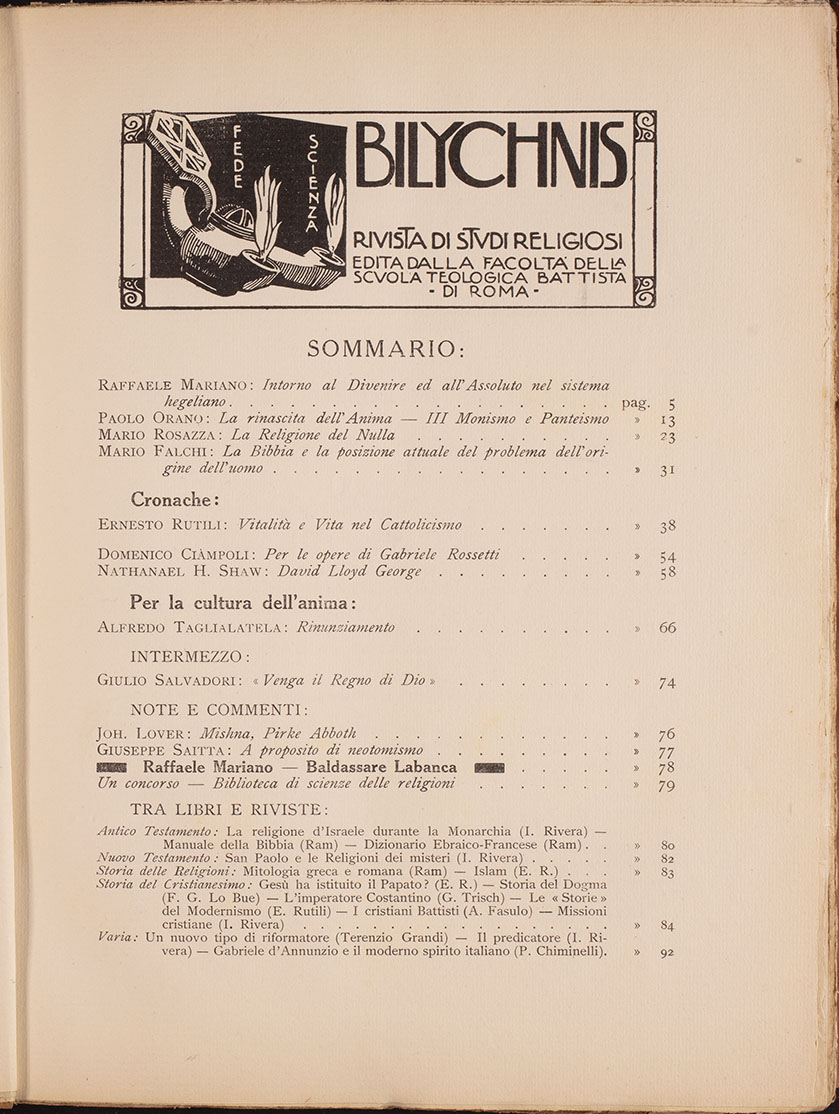 FEDE
SCIENZA
BILYCHNIS
RIVISTA DI STVDI RELIGIOSI
EDITA DALLA FACOLTA DELLA
SCVOLA TEOLOGICA BATTISTA
- DI ROMA -
SOMMARIO:
RAFFAELE MARIANO: Intorno al Divenire ed all'Assoluto nel sistema
hegeliano . . . . . . . . . . . . . . . . . . pag. 5
PAOLO ORANO: La rinascita dell'Anima — III Monismo e Panteismo » 13
MARIO ROSAZZA: La Religione del Nulla . . . . . . . . . . » 23
MARIO FALCHI: La Bibbia e la posizione attuale del problema dell'ori-
gine dell'uomo . . . . . . . . . . . . . . . . . » 31
Cronache:
ERNESTO RUTILI: Vitalità e Vita nel Cattolicismo . . . . . . . » 38
DOMENICO CIÀMPOLI: Per le opere di Gabriele Rossetti . . . . . » 54
NATHANAEL H. SHAW: David Lloyd George . . . . . . . . . » 58
Per la cultura dell'anima:
ALFREDO TAGLIALATELA: Rinunziamento . . . . . . . . . . » 66
INTERMEZZO:
GIULIO SALVADORI: « Venga il Regno di Dio » . . . . . . . . » 74
NOTE E COMMENTI:
JOH. LOVER: Mishna, Pirke Abboth . . . . . . . . . . . . » 76
GIUSEPPE SAITTA: A proposito di neotomismo . . . . . . . . . » 77
Raffaele Mariano — Baldassare Labanca . . . . . » 78
Un concorso — Biblioteca di scienze delle religioni . . . . . . . » 79
TRA LIBRI E RIVISTE:
Antico Testamento: La religione d'Israele durante la Monarchia (I. Rivera) —
Manuale della Bibbia (Ram) — Dizionario Ebraico-Francese (Ram) . . » 80
Nuovo Testamento: San Paolo e le Religioni dei misteri (I. Rivera) . . . . . » 82
Storia delle Religioni: Mitologia greca e romana (Ram) — Islam (E. R.) . . . » 83
Storia del Cristianesimo: Gesù ha istituito il Papato? (E. R.) — Storia del Dogma
(F. G. Lo Bue) — L'imperatore Costantino (G. Trisch) — Le « Storie »
del Modernismo (E. Rutili) — I cristiani Battisti (A. Fasulo) — Missioni
cristiane (I. Rivera) . . . . . . . . . . . . . . . . » 84
Varia: Un nuovo tipo di riformatore (Terenzio Grandi) — Il predicatore (I. Ri-
vera) — Gabriele d'Annunzio e il moderno spirito italiano (P. Chiminelli). » 92